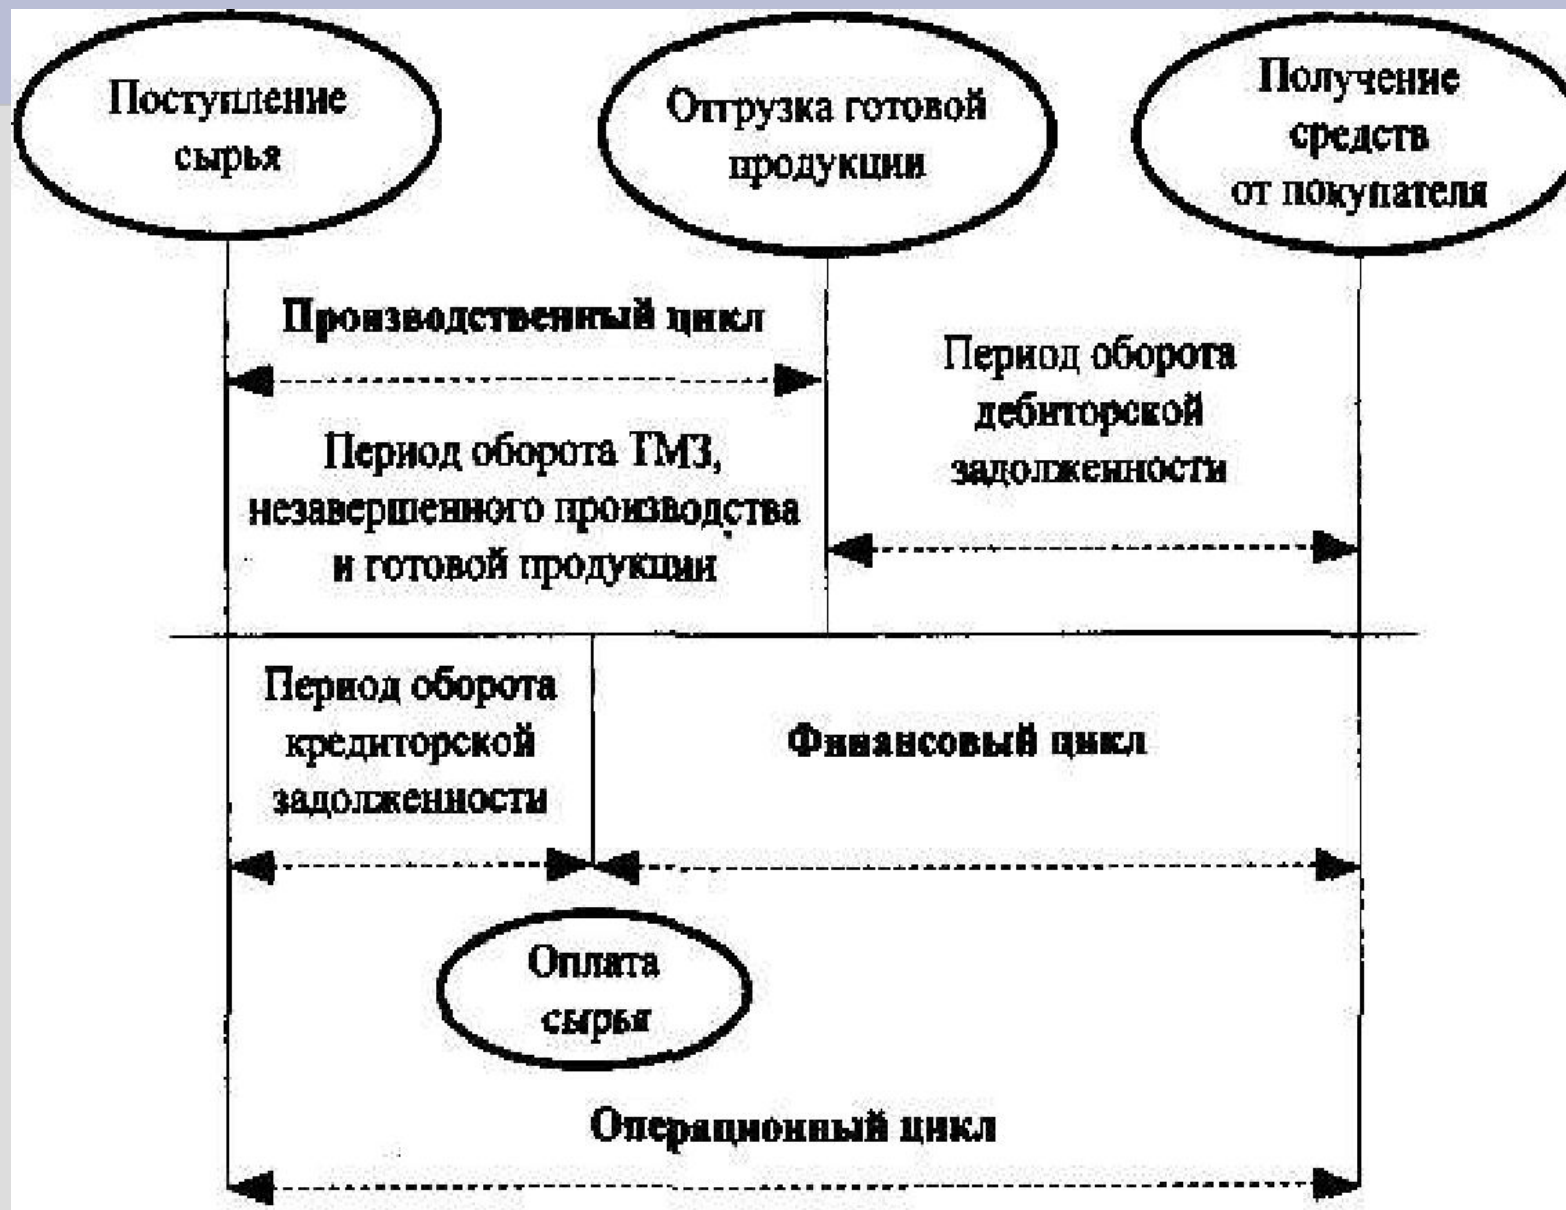 Поступление
сырья
Отгрузка готовой
продукции
Получение
средств
от покупателя
Производственный цикл
Период оборота
дебиторской
задолженности
Период оборота ТМЗ,
незавершенного производства
и готовой продукции
Период оборота
кредиторской
задолженности
Финансовый цикл
Оплата
сырья
Операционный цикл